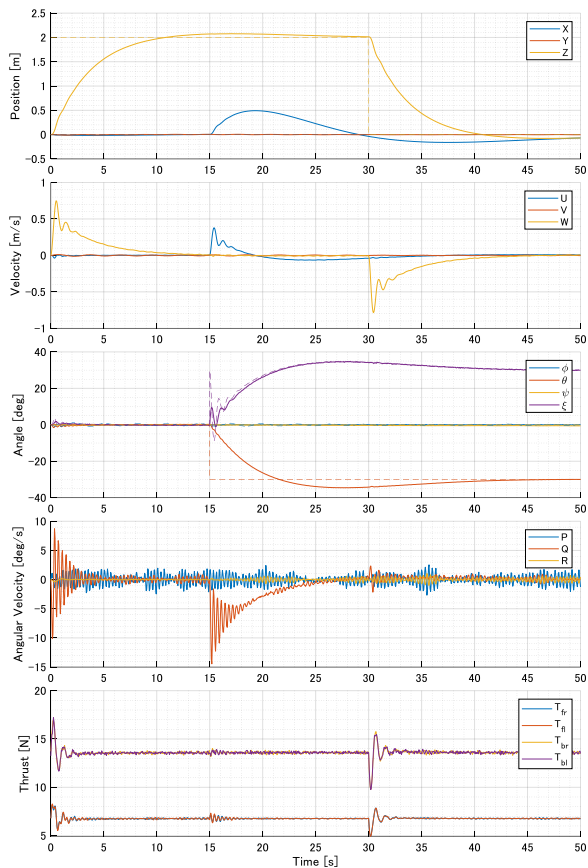 2.5
2
1.5
1
0.5
0
-0.5
Position [m]
X
Y
Z
0 5 10 15 20 25 30 35 40 45 50
1
0.5
0
-0.5
-1
Velocity [m/s]
U
V
W
0 5 10 15 20 25 30 35 40 45 50
40
20
0
-20
-40
Angle [deg]
ϕ
θ
ψ
ξ
0 5 10 15 20 25 30 35 40 45 50
10
5
0
-5
-10
-15
Angular Velocity [deg/s]
P
Q
R
0 5 10 15 20 25 30 35 40 45 50
20
15
10
5
Thrust [N]
T_fr
T_fl
T_br
T_bl
0 5 10 15 20 25 30 35 40 45 50
Time [s]